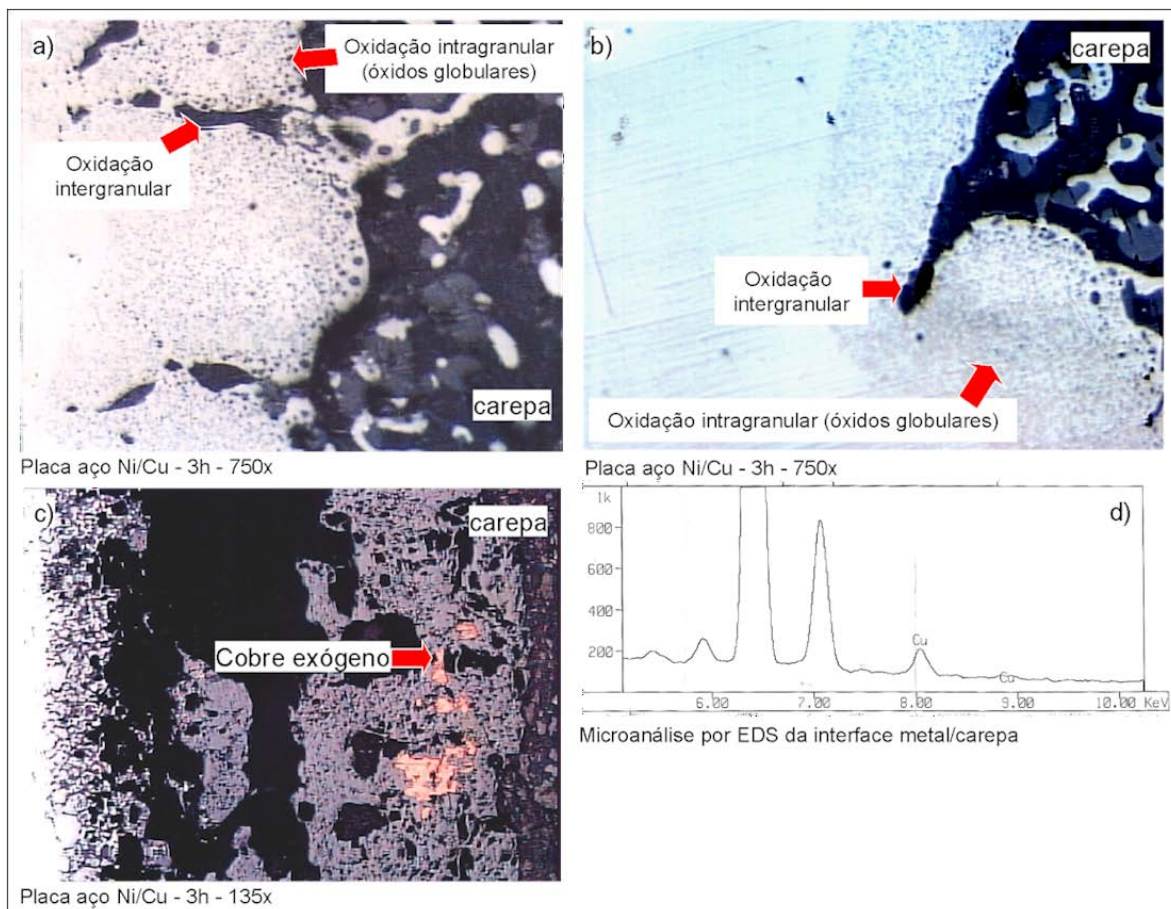 a)
Oxidação intragranular
(óxidos globulares)
Oxidação
intergranular
carepa
Placa aço Ni/Cu - 3h - 750x
b)
carepa
Oxidação
intergranular
Oxidação intragranular (óxidos globulares)
Placa aço Ni/Cu - 3h - 750x
c)
carepa
Cobre exógeno
Placa aço Ni/Cu - 3h - 135x
d)
1k
800
600
400
200
Cu
Cu
6.00 7.00 8.00 9.00 10.00 KeV
Microanálise por EDS da interface metal/carepa